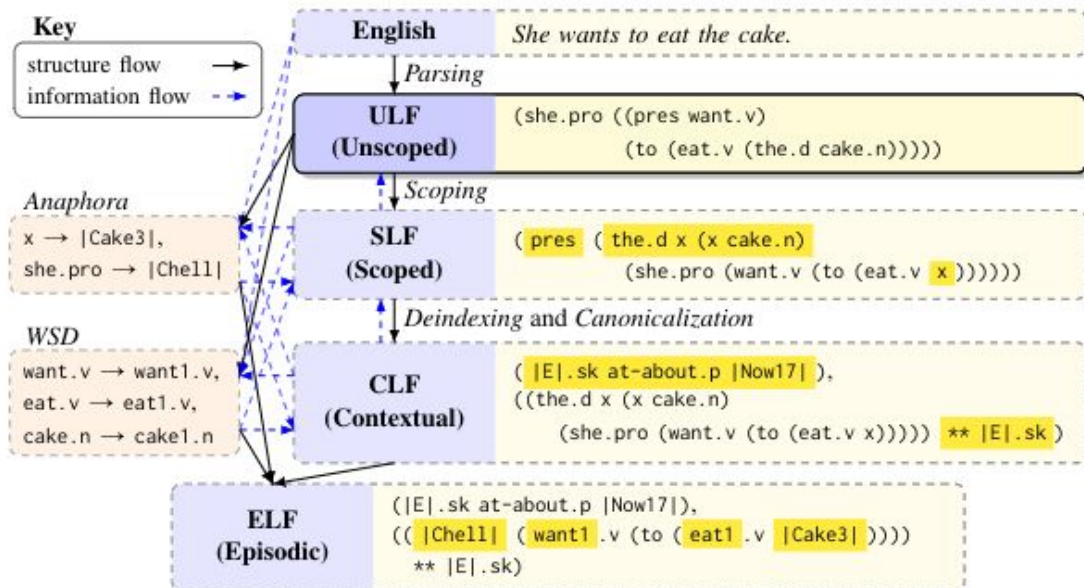 Key
structure flow
information flow
English
She wants to eat the cake.
Parsing
ULF
(Unscoped)
(she.pro ((pres want.v)
(to (eat.v (the.d cake.n)))))
Scoping
Anaphora
x → |Cake3|,
she.pro → |Chell|
SLF
(Scoped)
( pres ( the.d x (x cake.n)
(she.pro (want.v (to (eat.v x ))))))
Deindexing and Canonicalization
WSD
want.v → want1.v,
eat.v → eat1.v,
cake.n → cake1.n
CLF
(Contextual)
( |E|.sk at-about.p |Now17| ),
((the.d x (x cake.n)
(she.pro (want.v (to (eat.v x))))) ** |E|.sk )
ELF
(Episodic)
(|E|.sk at-about.p |Now17|),
(( |Chell| ( want1 .v (to ( eat1 .v |Cake3| ))))
** |E|.sk)